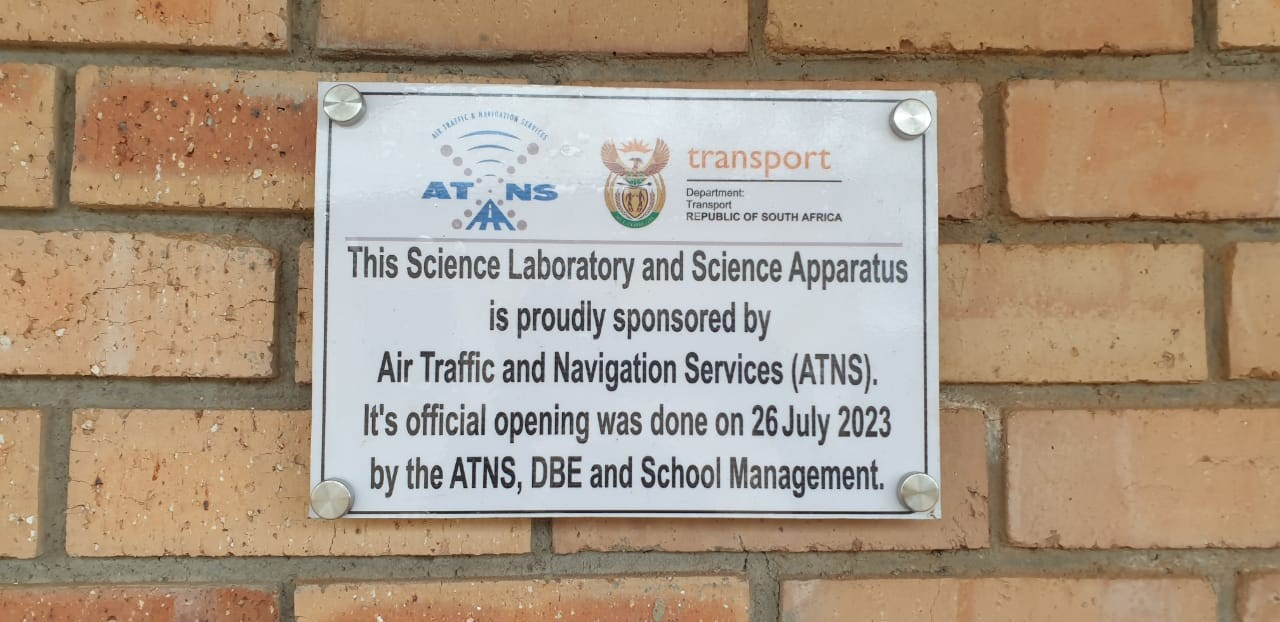 AIR TRAFFIC & NAVIGATION SERVICES
ATNS
transport
Department:
Transport
REPUBLIC OF SOUTH AFRICA
This Science Laboratory and Science Apparatus
is proudly sponsored by
Air Traffic and Navigation Services (ATNS).
It's official opening was done on 26 July 2023
by the ATNS, DBE and School Management.